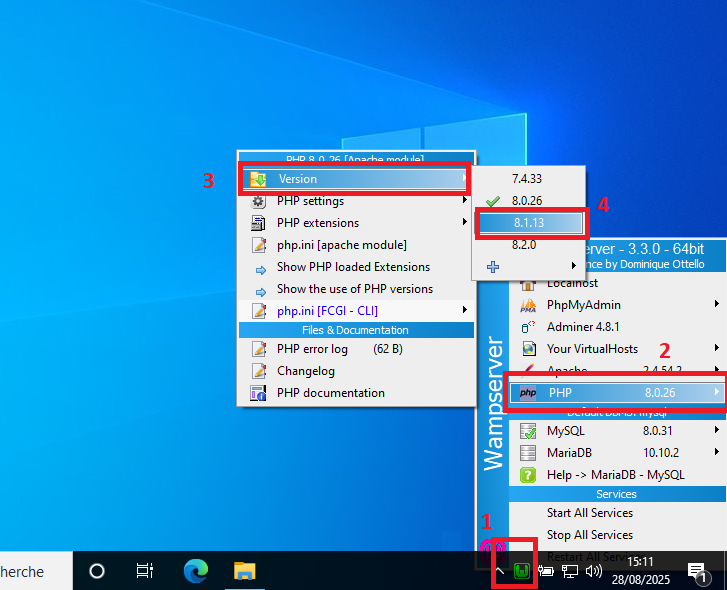 PHP 8.0.26 [Apache module]
3
Version
PHP settings
PHP extensions
php.ini [apache module]
Show PHP loaded Extensions
Show the use of PHP versions
php.ini [FCGI - CLI]
Files & Documentation
PHP error log (62 B)
Changelog
PHP documentation
7.4.33
8.0.26
8.1.13
4
8.2.0
server - 3.3.0 - 64bit
by Dominique Ottello
Localhost
PhpMyAdmin
Adminer 4.8.1
Your VirtualHosts
2
Apache 2.4.54.2
php PHP 8.0.26
Default DBMS: mysql
MySQL 8.0.31
MariaDB 10.10.2
Help -> MariaDB - MySQL
Services
Start All Services
Stop All Services
Restart All Services
Wampserver
1
herche
15:11
28/08/2025
1